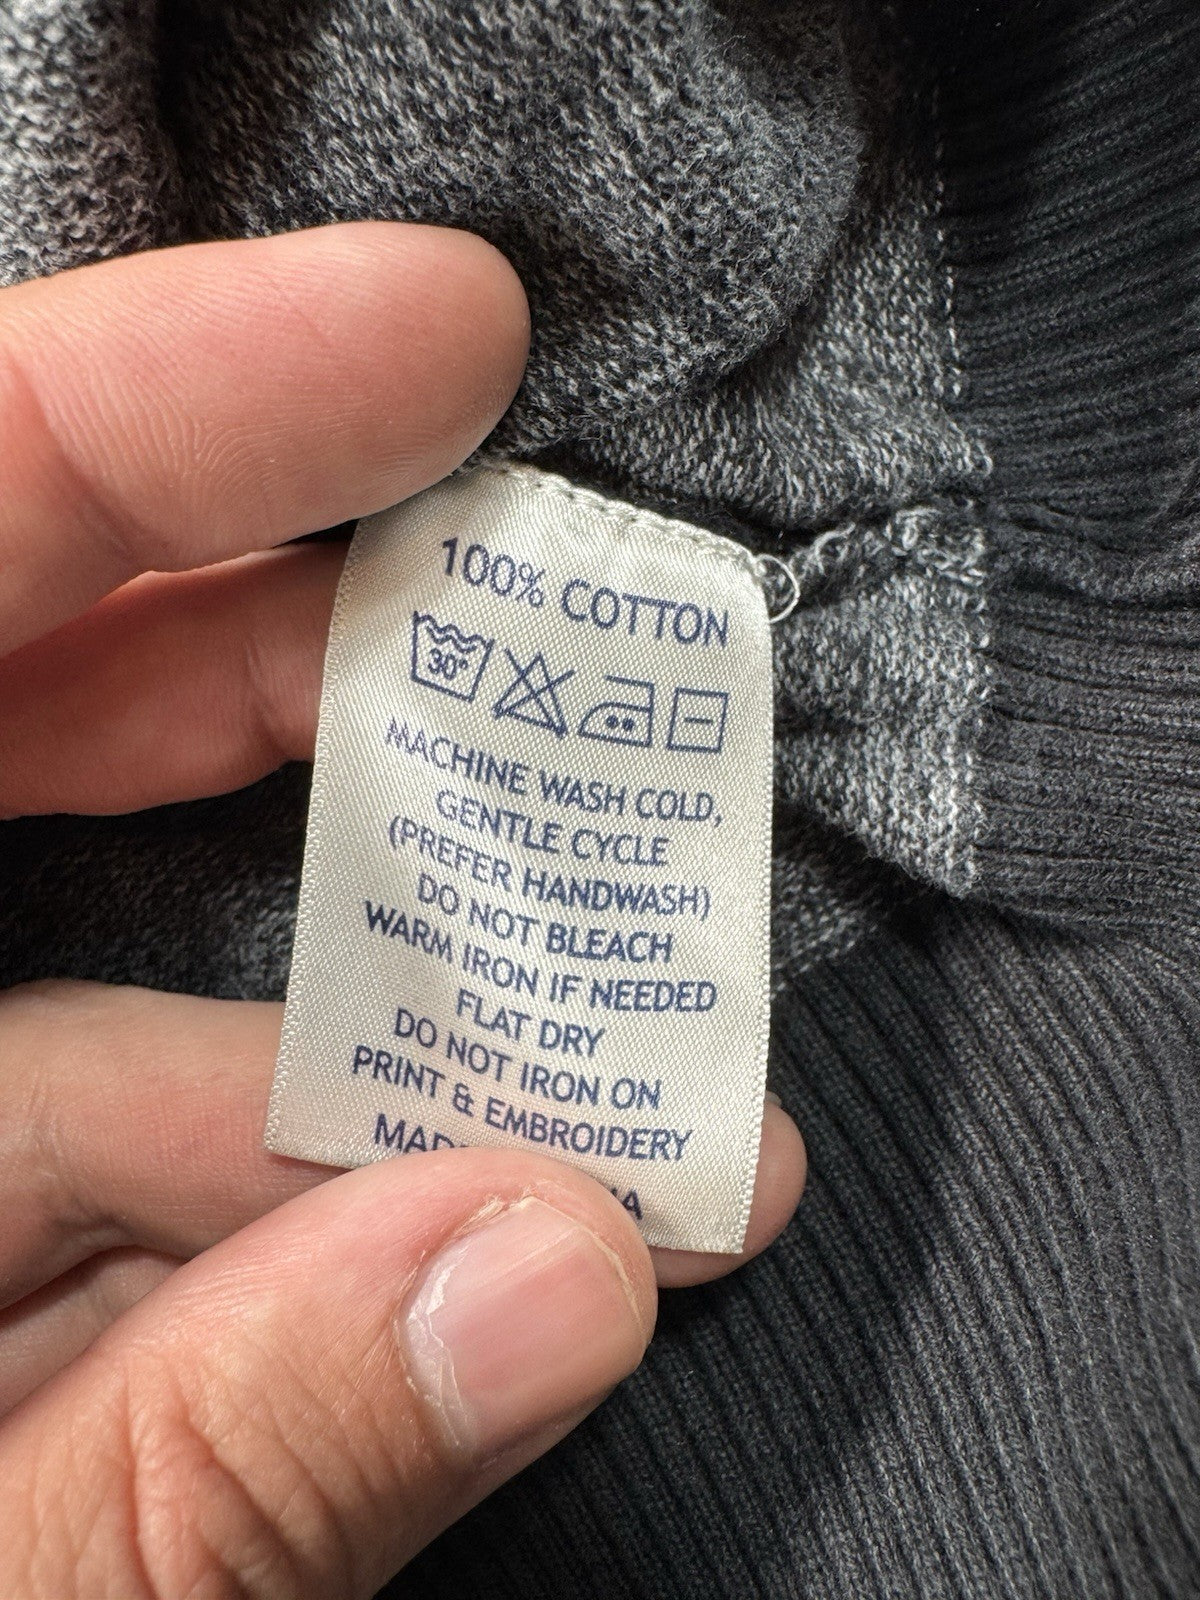 100% COTTON
30°
MACHINE WASH COLD,
GENTLE CYCLE
(PREFER HANDWASH)
DO NOT BLEACH
WARM IRON IF NEEDED
FLAT DRY
DO NOT IRON ON
PRINT & EMBROIDERY